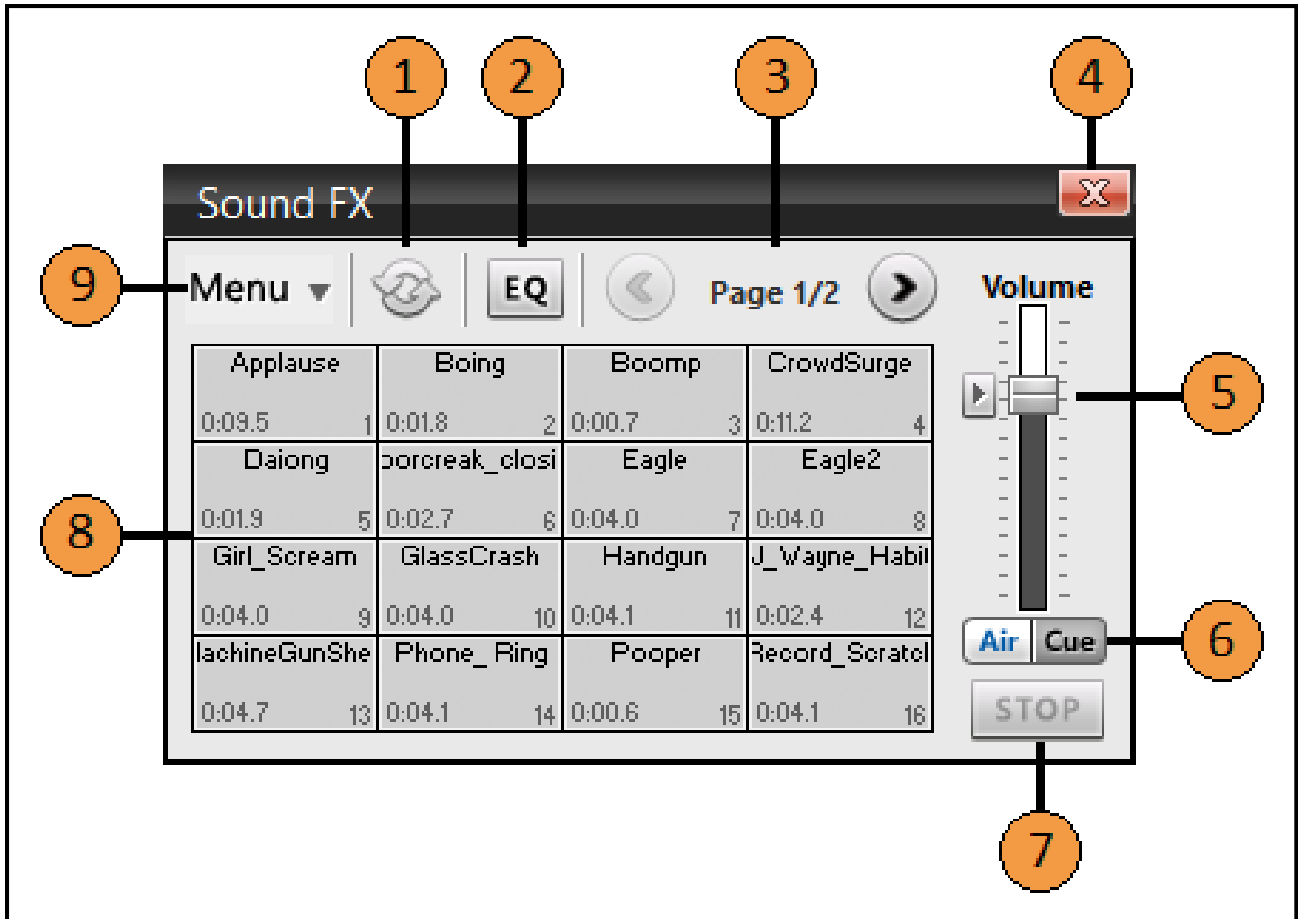 1 2 3 4
Sound FX X
9 Menu EQ Page 1/2 Volume
Applause Boing Boomp CrowdSurge
0:09.5 1 0:01.8 2 0:00.7 3 0:11.2 4
5
Daiong oorcreak_closi Eagle Eagle2
0:01.9 5 0:02.7 6 0:04.0 7 0:04.0 8
8
Girl_Scream GlassCrash Handgun J_Wayne_Habit
0:04.0 9 0:04.0 10 0:04.1 11 0:02.4 12
lachineGunShe Phone_ Ring Pooper Record_Scratcl
Air Cue 6
0:04.7 13 0:04.1 14 0:00.6 15 0:04.1 16
STOP
7